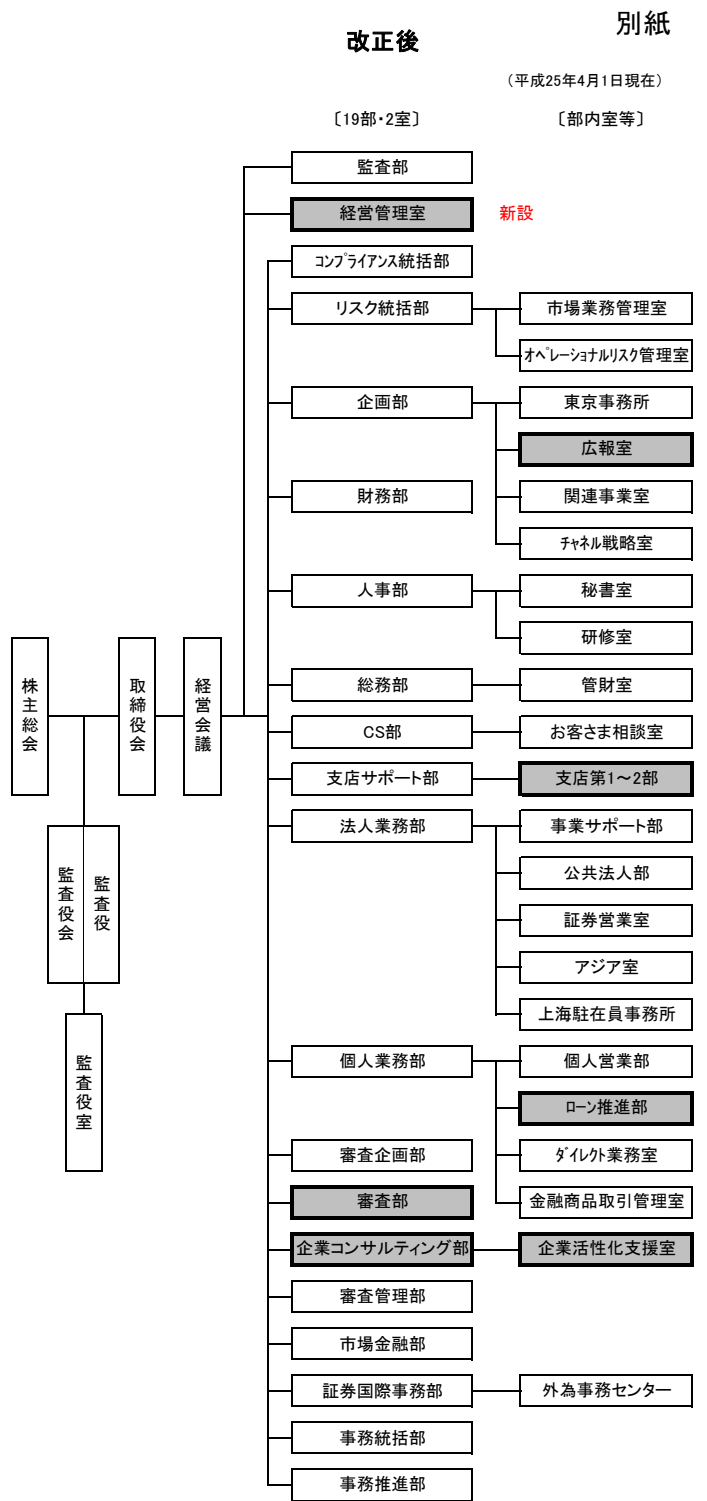 別紙
改正後
（平成25年4月1日現在）
〔19部・2室〕
〔部内室等〕
監査部
経営管理室
新設
コンプライアンス統括部
リスク統括部
市場業務管理室
オペレーショナルリスク管理室
企画部
東京事務所
広報室
財務部
関連事業室
チャネル戦略室
人事部
秘書室
研修室
株主総会
取締役会
経営会議
総務部
管財室
CS部
お客さま相談室
支店サポート部
支店第1～2部
法人業務部
事業サポート部
監査役会
監査役
公共法人部
証券営業室
アジア室
上海駐在員事務所
監査役室
個人業務部
個人営業部
ローン推進部
審査企画部
ダイレクト業務室
審査部
金融商品取引管理室
企業コンサルティング部
企業活性化支援室
審査管理部
市場金融部
証券国際事務部
外為事務センター
事務統括部
事務推進部